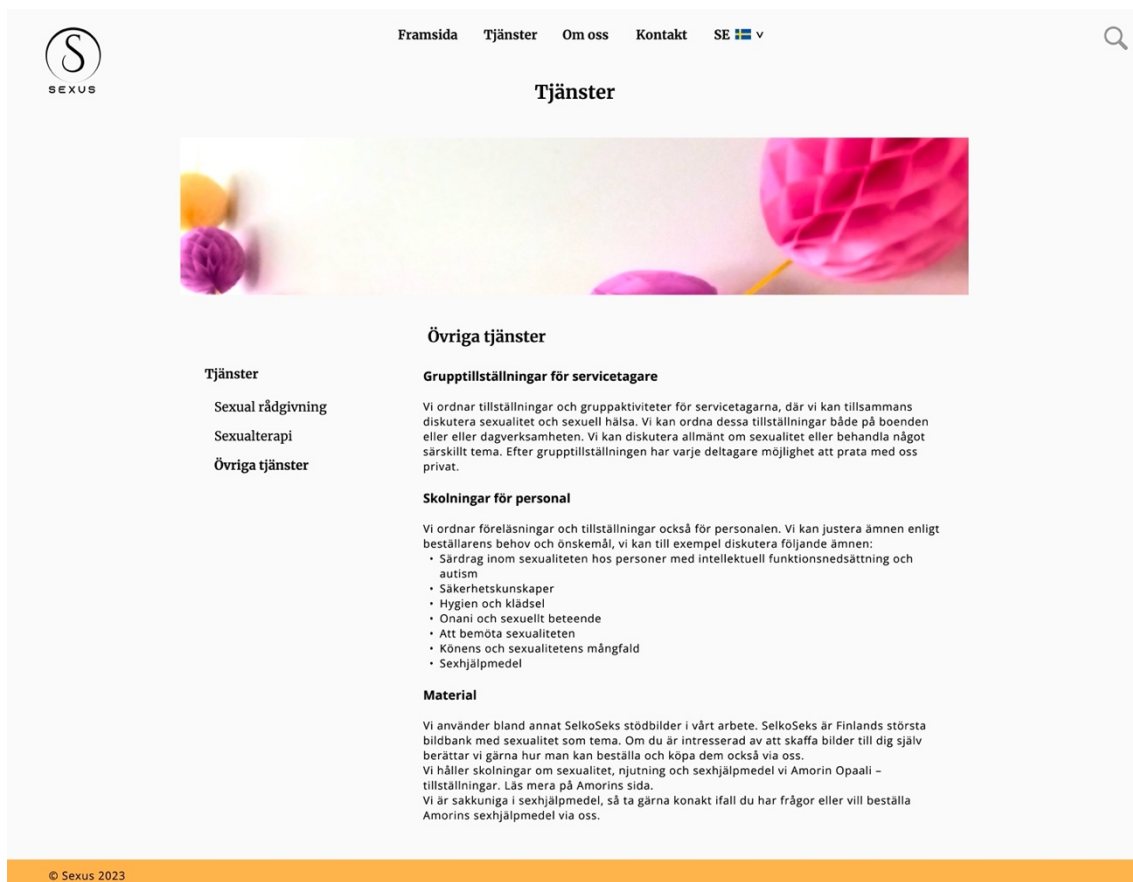 Framsida Tjänster Om oss Kontakt SE
S
SEXUS
Tjänster
Övriga tjänster
Tjänster
Sexual rådgivning
Sexualterapi
Övriga tjänster
Grupptillställningar för servicetagare
Vi ordnar tillställningar och gruppaktiviteter för servicetagarna, där vi kan tillsammans
diskutera sexualitet och sexuell hälsa. Vi kan ordna dessa tillställningar både på boenden
eller eller dagverksamheten. Vi kan diskutera allmänt om sexualitet eller behandla något
särskillt tema. Efter grupptillställningen har varje deltagare möjlighet att prata med oss
privat.
Skolningar för personal
Vi ordnar föreläsningar och tillställningar också för personalen. Vi kan justera ämnen enligt
beställarens behov och önskemål, vi kan till exempel diskutera följande ämnen:
• Särdrag inom sexualiteten hos personer med intellektuell funktionsnedsättning och
autism
• Säkerhetskunskaper
• Hygien och klädsel
• Onani och sexuellt beteende
• Att bemöta sexualiteten
• Könens och sexualitetens mångfald
• Sexhjälpmedel
Material
Vi använder bland annat SelkoSeks stödbilder i vårt arbete. SelkoSeks är Finlands största
bildbank med sexualitet som tema. Om du är intresserad av att skaffa bilder till dig själv
berättar vi gärna hur man kan beställa och köpa dem också via oss.
Vi håller skolningar om sexualitet, njutning och sexhjälpmedel vi Amorin Opaali –
tillställningar. Läs mera på Amorins sida.
Vi är sakkuniga i sexhjälpmedel, så ta gärna konakt ifall du har frågor eller vill beställa
Amorins sexhjälpmedel via oss.
© Sexus 2023